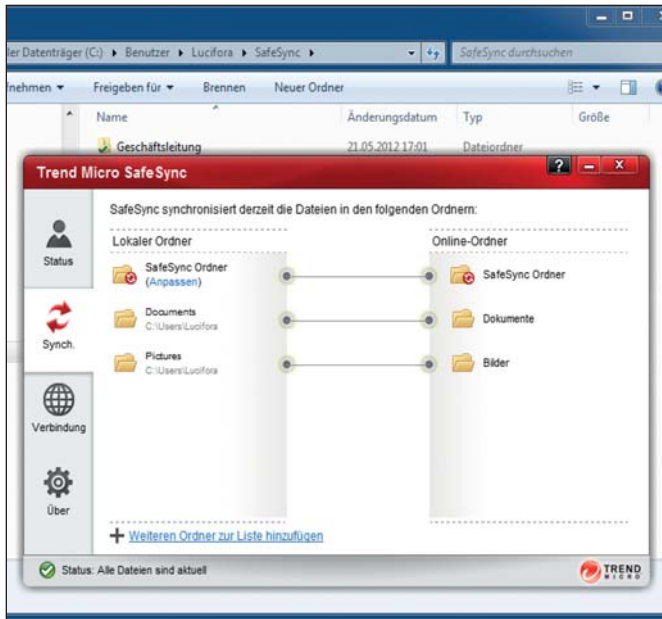 ler Datenträger (C:) ▸ Benutzer ▸ Lucifora ▸ SafeSync ▸
SafeSync durchsuchen
fnehmen Freigeben für Brennen Neuer Ordner
Name Änderungsdatum Typ Größe
Geschäftsleitung 21.05.2012 17:01 Dateiordner
Trend Micro SafeSync
SafeSync synchronisiert derzeit die Dateien in den folgenden Ordnern:
Lokaler Ordner Online-Ordner
Status
SafeSync Ordner
(Anpassen)
SafeSync Ordner
Synch.
Documents
C:\Users\Lucifora
Dokumente
Pictures
C:\Users\Lucifora
Bilder
Verbindung
Über
Weiteren Ordner zur Liste hinzufügen
Status: Alle Dateien sind aktuell
TREND
MICRO